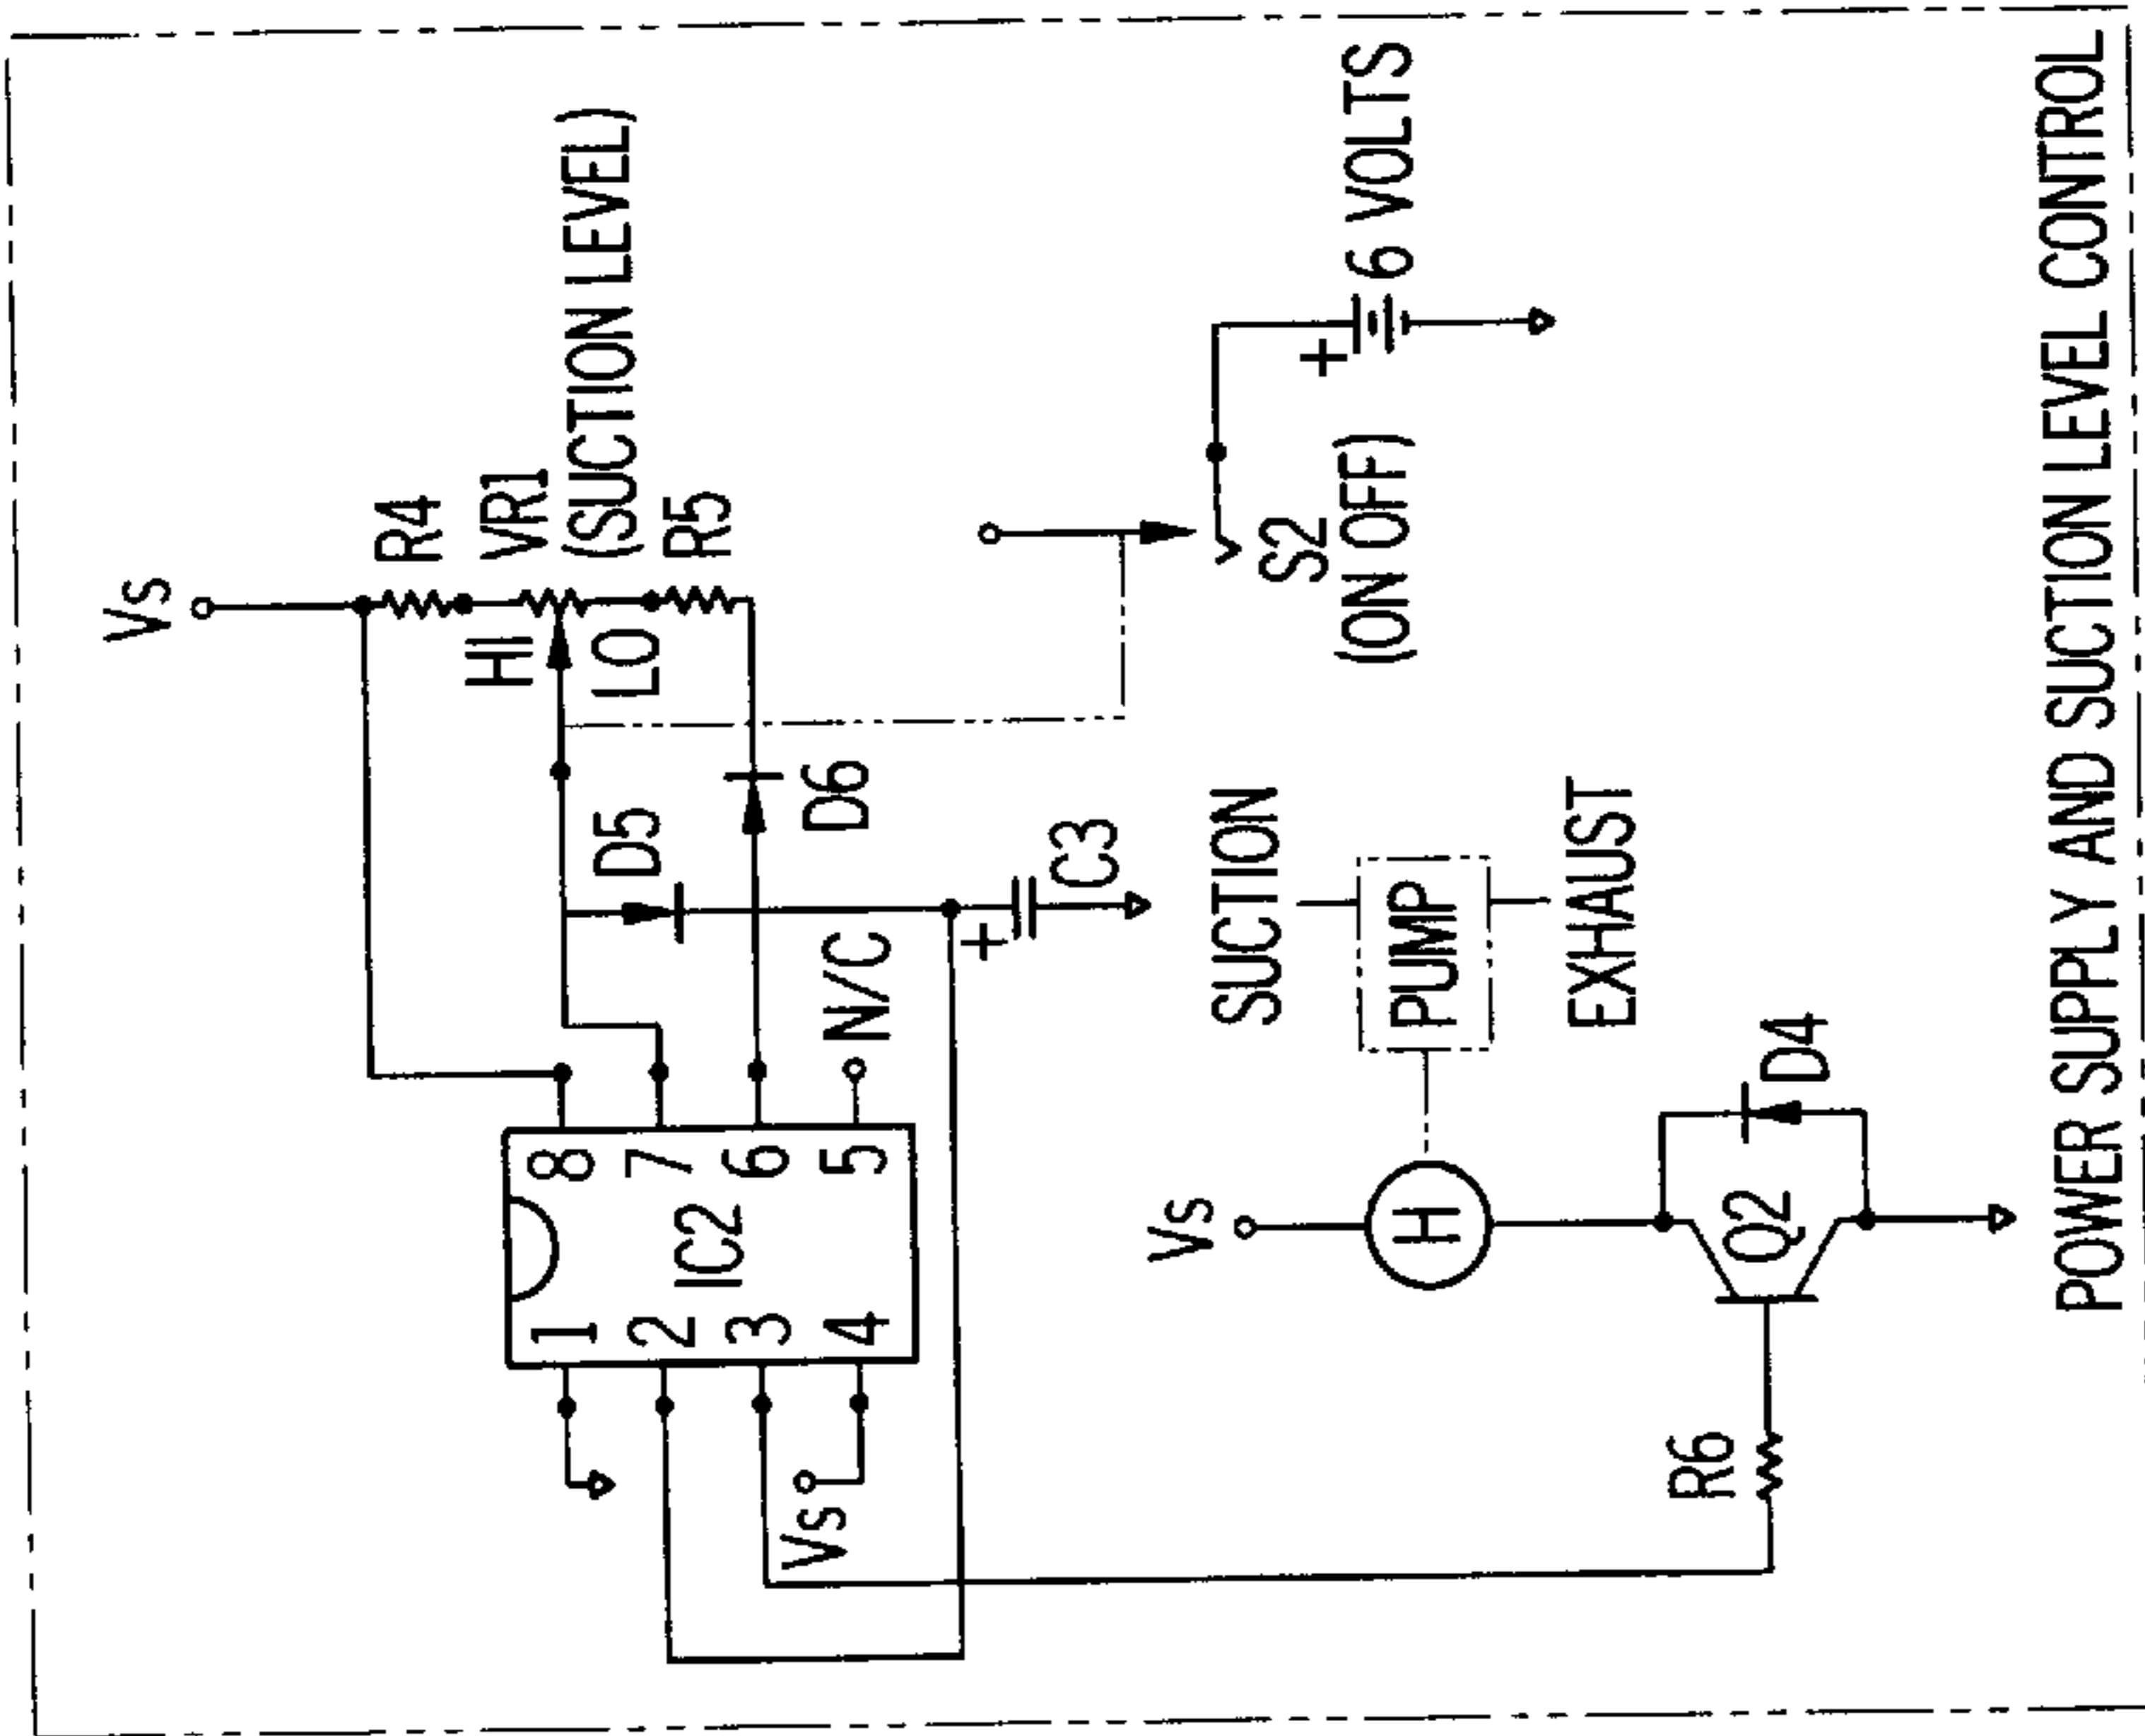 Vs
R4
VR1
(SUCTION LEVEL)
R5
HI
LO
D5
D6
8
7
6
5
N/C
IC2
1
2
3
4
Vs
+
C3
S2
(ON OFF)
+
6 VOLTS
SUCTION
PUMP
EXHAUST
Vs
H
Q2
D4
R6
POWER SUPPLY AND SUCTION LEVEL CONTROL